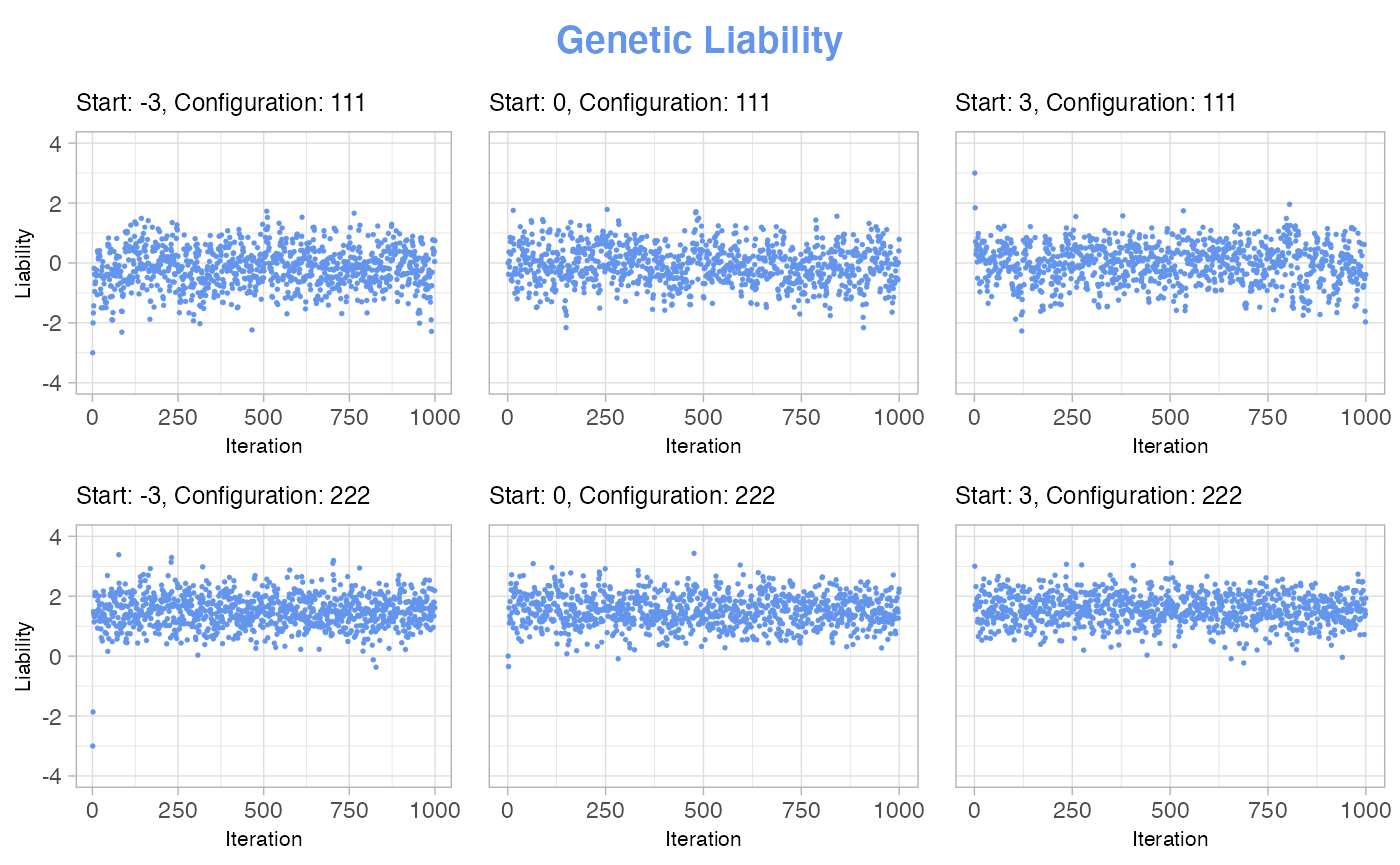 Genetic Liability
Start: -3, Configuration: 111
Start: 0, Configuration: 111
Start: 3, Configuration: 111
Liability
4
2
0
-2
-4
0 250 500 750 1000
0 250 500 750 1000
0 250 500 750 1000
Iteration
Iteration
Iteration
Start: -3, Configuration: 222
Start: 0, Configuration: 222
Start: 3, Configuration: 222
Liability
4
2
0
-2
-4
0 250 500 750 1000
0 250 500 750 1000
0 250 500 750 1000
Iteration
Iteration
Iteration